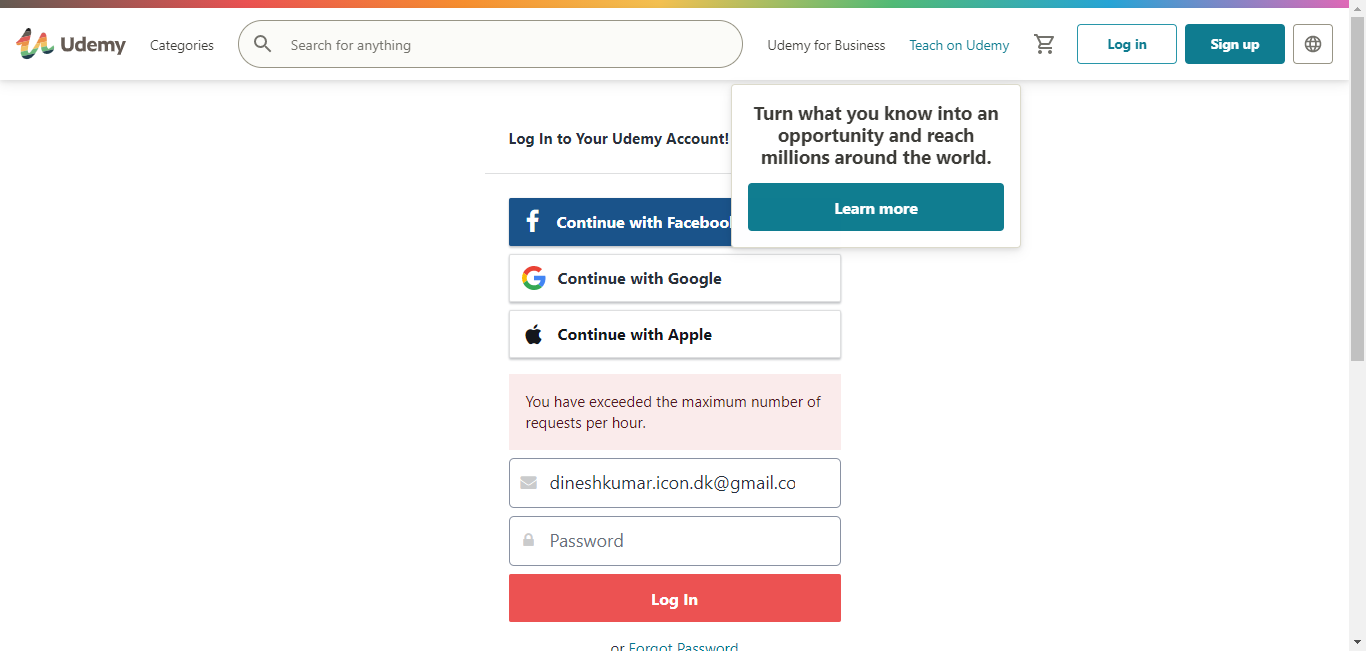 Udemy
Categories
Search for anything
Udemy for Business
Teach on Udemy
Log in
Sign up
Turn what you know into an
opportunity and reach
millions around the world.
Learn more
Log In to Your Udemy Account!
Continue with Facebook
Continue with Google
Continue with Apple
You have exceeded the maximum number of
requests per hour.
dineshkumar.icon.dk@gmail.co
Password
Log In
or Forgot Password